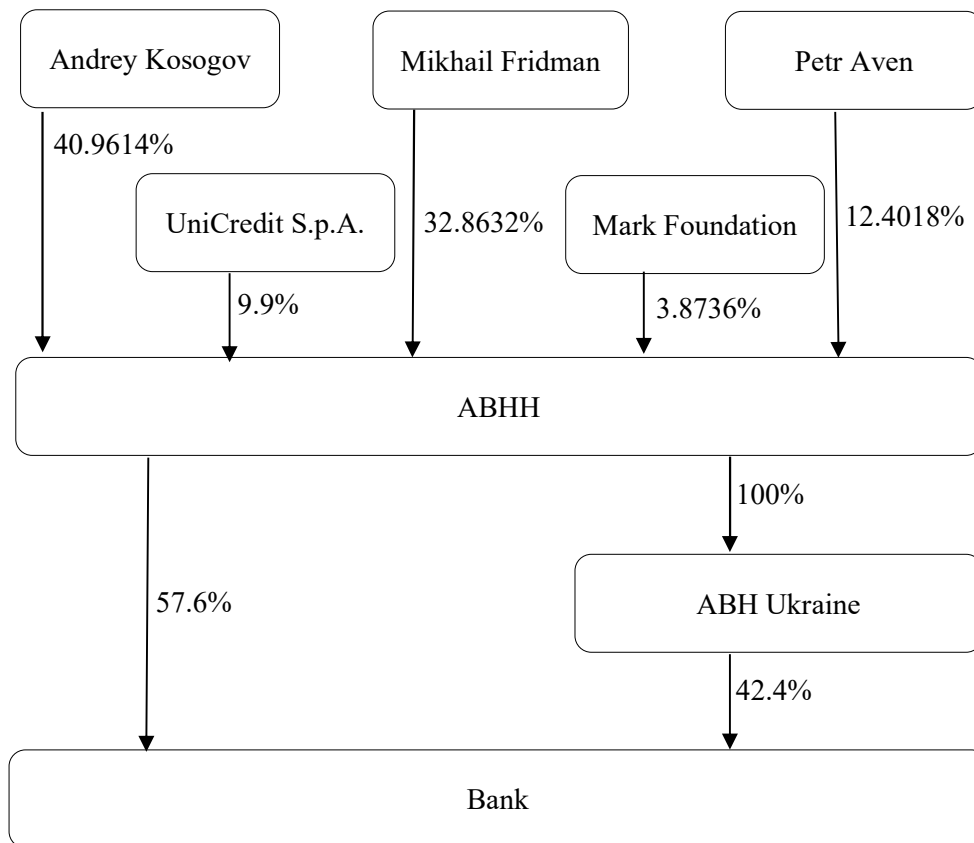 Andrey Kosogov
Mikhail Fridman
Petr Aven
40.9614%
UniCredit S.p.A.
32.8632%
Mark Foundation
12.4018%
9.9%
3.8736%
ABHH
100%
57.6%
ABH Ukraine
42.4%
Bank